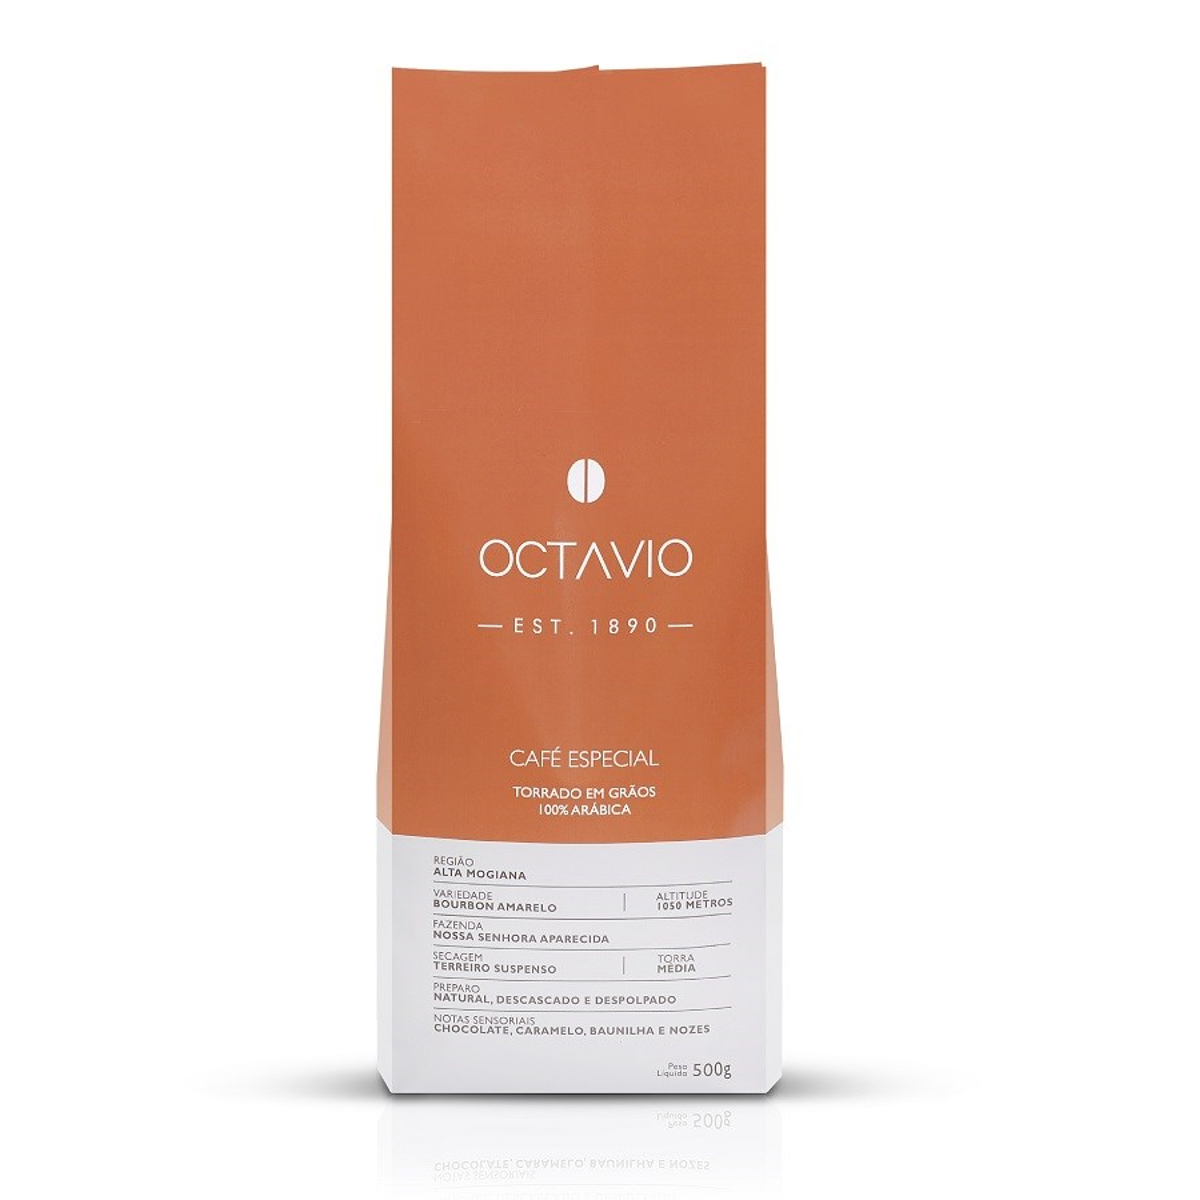 OCTAVIO
EST. 1890
CAFÉ ESPECIAL
TORRADO EM GRÃOS
100% ARÁBICA
REGIÃO
ALTA MOGIANA
VARIEDADE
BOURBON AMARELO
ALTITUDE
1050 METROS
FAZENDA
NOSSA SENHORA APARECIDA
SECAGEM
TERREIRO SUSPENSO
TORRA
MÉDIA
PREPARO
NATURAL, DESCASCADO E DESPOLPADO
NOTAS SENSORIAIS
CHOCOLATE, CARAMELO, BAUNILHA E NOZES
Peso
Líquido 500g